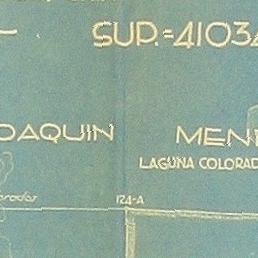 SUP.=4103
OAQUIN MEN
LAGUNA COLORAD
124-A